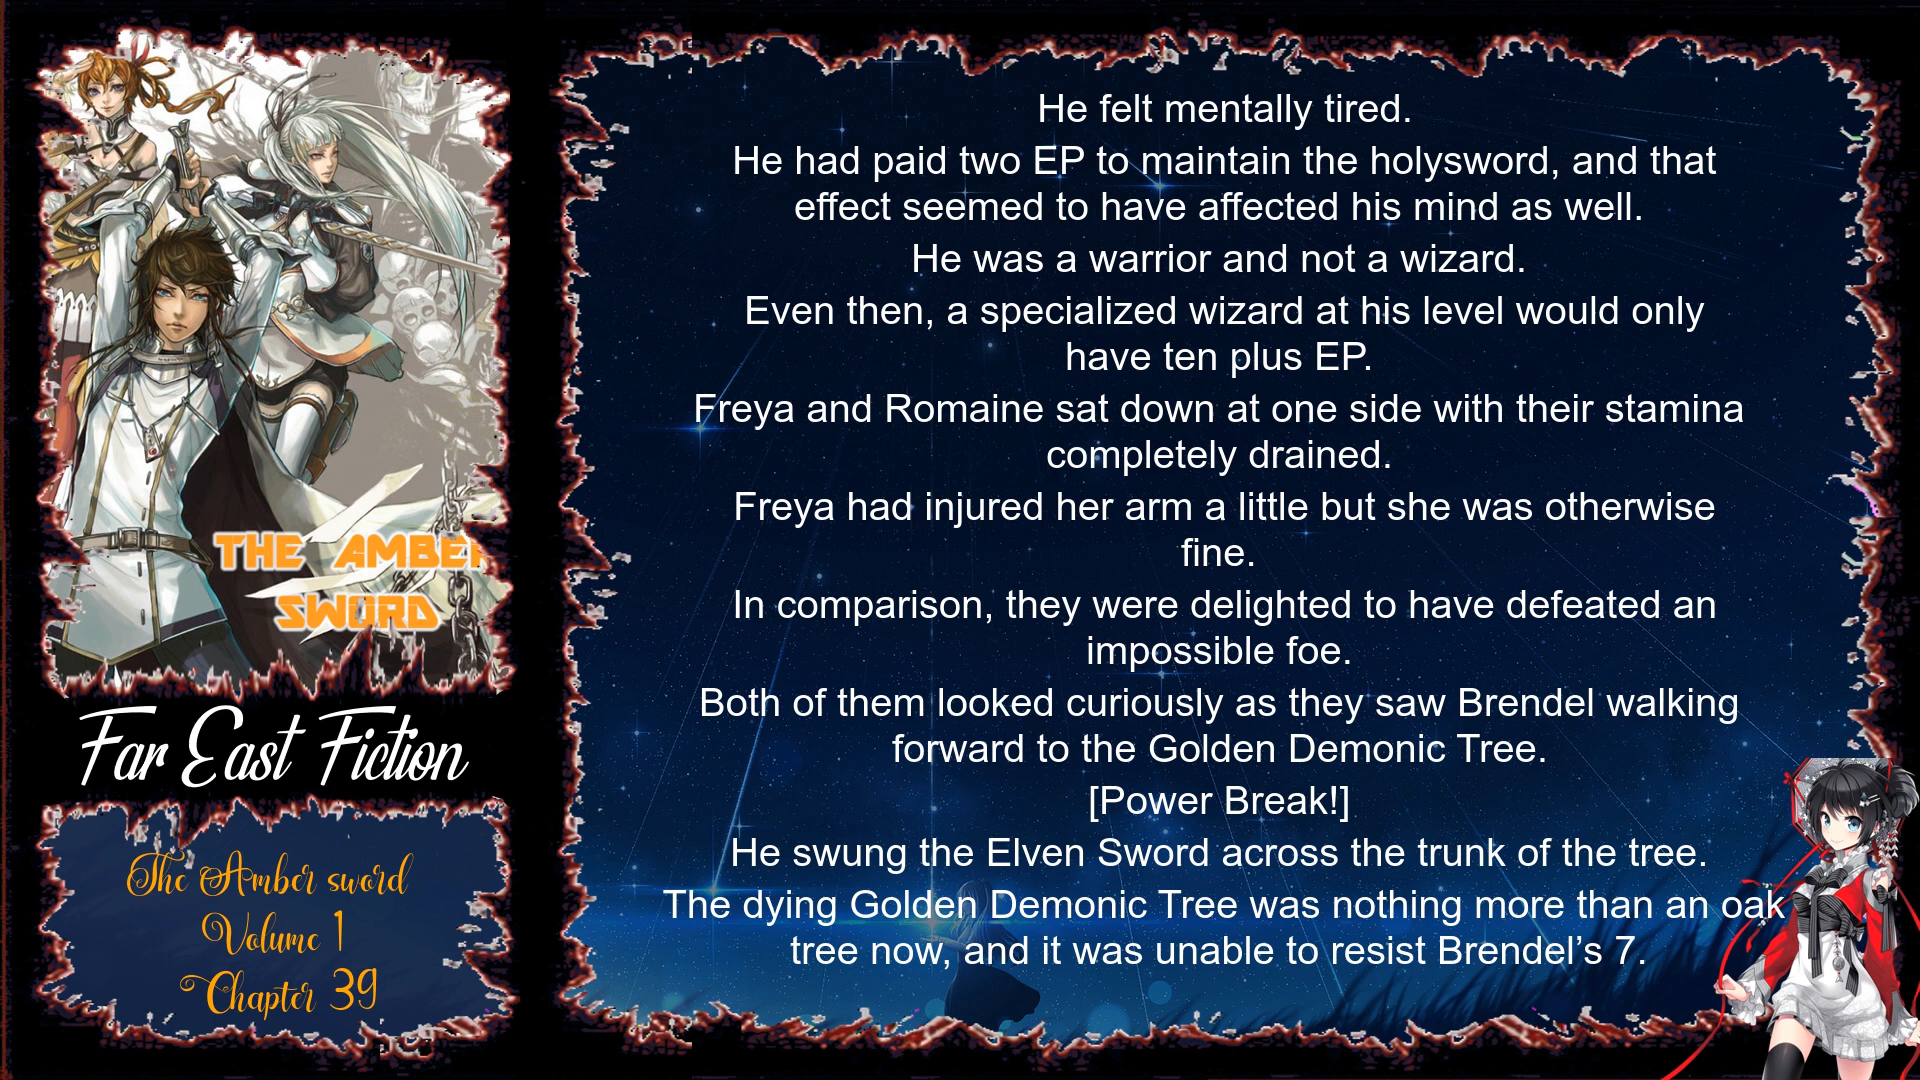 THE AMBER
SWORD
Far East Fiction
The Amber sword
Volume 1
Chapter 39
He felt mentally tired.
He had paid two EP to maintain the holysword, and that
effect seemed to have affected his mind as well.
He was a warrior and not a wizard.
Even then, a specialized wizard at his level would only
have ten plus EP.
Freya and Romaine sat down at one side with their stamina
completely drained.
Freya had injured her arm a little but she was otherwise
fine.
In comparison, they were delighted to have defeated an
impossible foe.
Both of them looked curiously as they saw Brendel walking
forward to the Golden Demonic Tree.
[Power Break!]
He swung the Elven Sword across the trunk of the tree.
The dying Golden Demonic Tree was nothing more than an oak
tree now, and it was unable to resist Brendel’s 7.